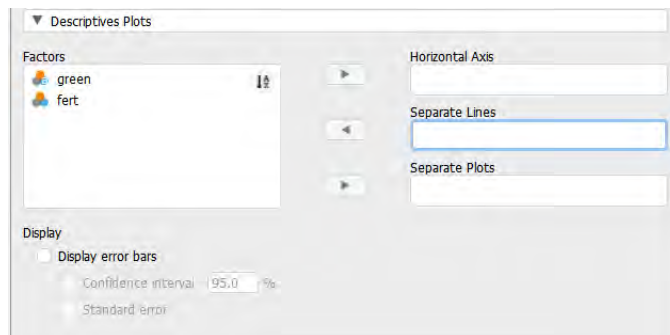 Descriptives Plots
Factors
green
fert
Horizontal Axis
Separate Lines
Separate Plots
Display
Display error bars
Confidence interval 95.0 %
Standard error